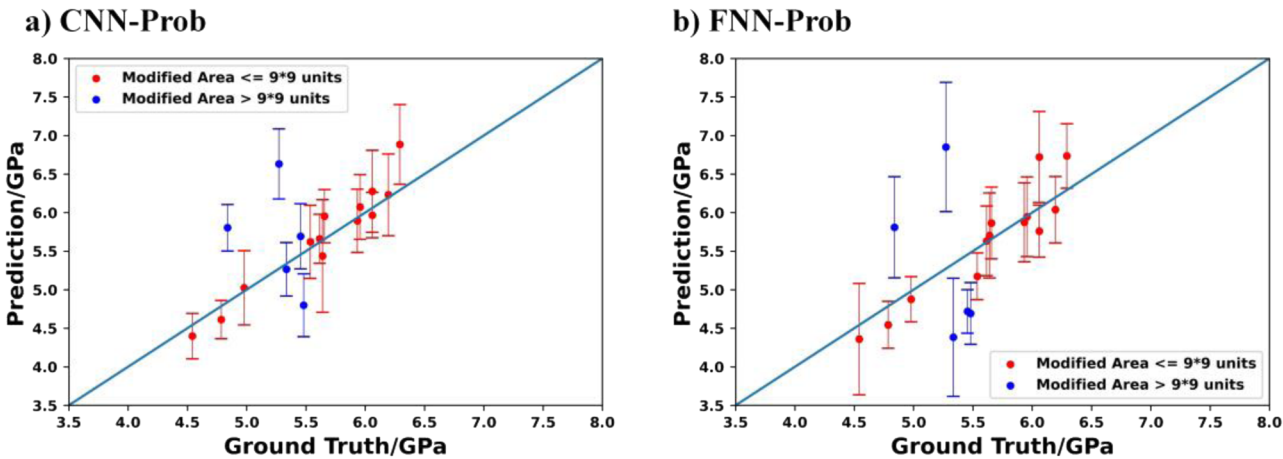 a) CNN-Prob
8.0
7.5
7.0
6.5
6.0
5.5
5.0
4.5
4.0
3.5
Prediction/GPa
Modified Area <= 9*9 units
Modified Area > 9*9 units
3.5 4.0 4.5 5.0 5.5 6.0 6.5 7.0 7.5 8.0
Ground Truth/GPa
b) FNN-Prob
8.0
7.5
7.0
6.5
6.0
5.5
5.0
4.5
4.0
3.5
Prediction/GPa
Modified Area <= 9*9 units
Modified Area > 9*9 units
3.5 4.0 4.5 5.0 5.5 6.0 6.5 7.0 7.5 8.0
Ground Truth/GPa